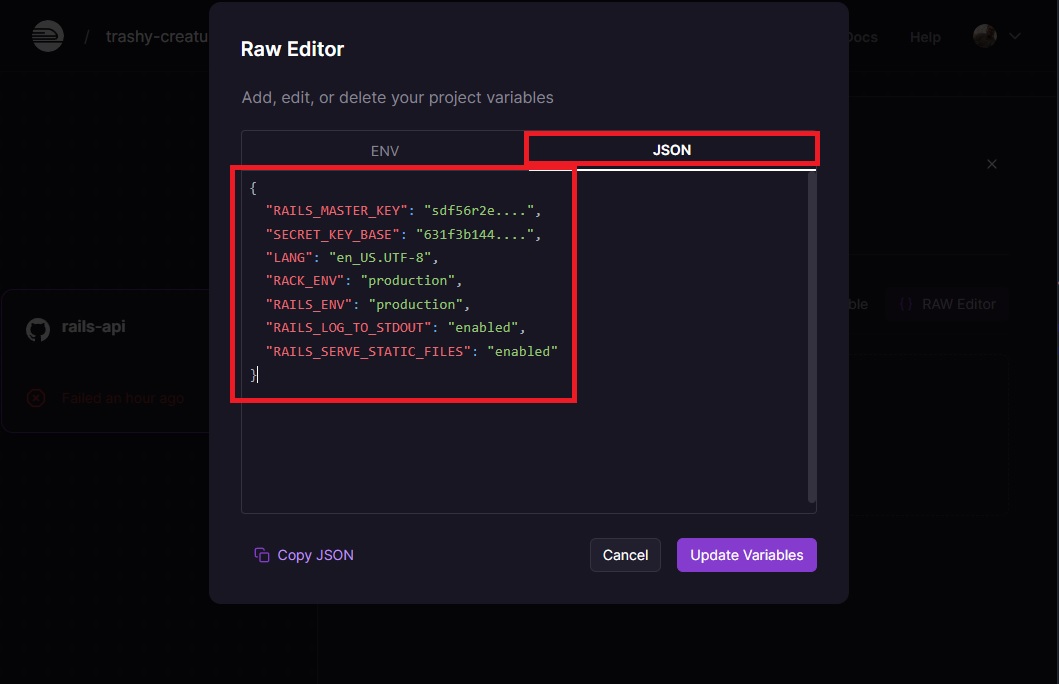 / trashy-creatu
Docs Help
Raw Editor
Add, edit, or delete your project variables
ENV JSON
{
"RAILS_MASTER_KEY": "sdf56r2e....",
"SECRET_KEY_BASE": "631f3b144....",
"LANG": "en_US.UTF-8",
"RACK_ENV": "production",
"RAILS_ENV": "production",
"RAILS_LOG_TO_STDOUT": "enabled",
"RAILS_SERVE_STATIC_FILES": "enabled"
}
rails-api
Failed an hour ago
ble {} RAW Editor
Copy JSON
Cancel Update Variables